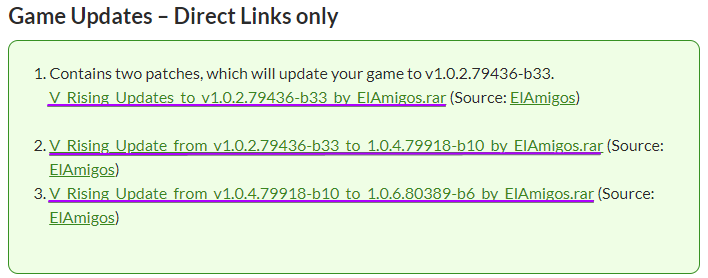 Game Updates – Direct Links only
1. Contains two patches, which will update your game to v1.0.2.79436-b33.
V_Rising_Updates_to_v1.0.2.79436-b33_by_ElAmigos.rar (Source: ElAmigos)
2. V_Rising_Update_from_v1.0.2.79436-b33_to_1.0.4.79918-b10_by_ElAmigos.rar (Source:
ElAmigos)
3. V_Rising_Update_from_v1.0.4.79918-b10_to_1.0.6.80389-b6_by_ElAmigos.rar (Source:
ElAmigos)